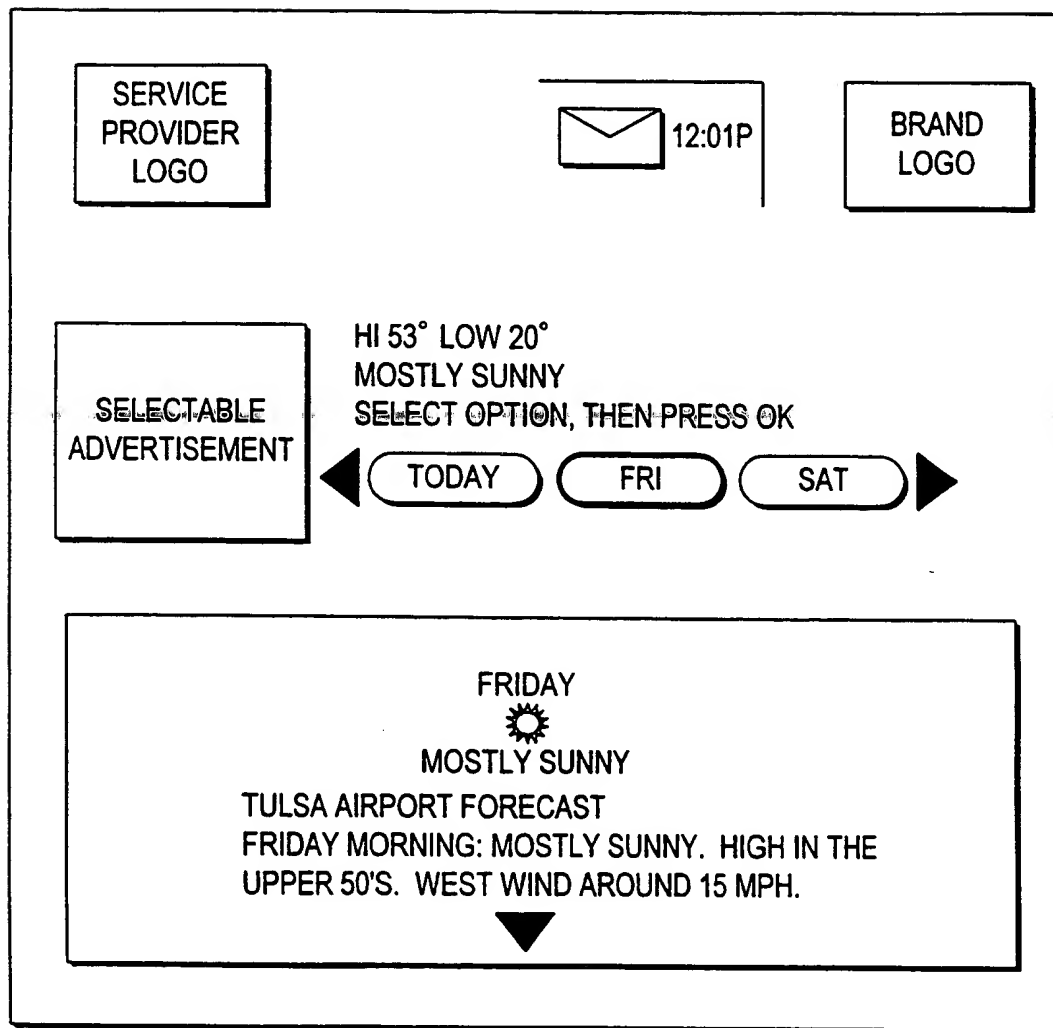 SERVICE
PROVIDER
LOGO
12:01P
BRAND
LOGO
HI 53° LOW 20°
MOSTLY SUNNY
SELECT OPTION, THEN PRESS OK
SELECTABLE
ADVERTISEMENT
TODAY
FRI
SAT
FRIDAY
MOSTLY SUNNY
TULSA AIRPORT FORECAST
FRIDAY MORNING: MOSTLY SUNNY. HIGH IN THE
UPPER 50'S. WEST WIND AROUND 15 MPH.